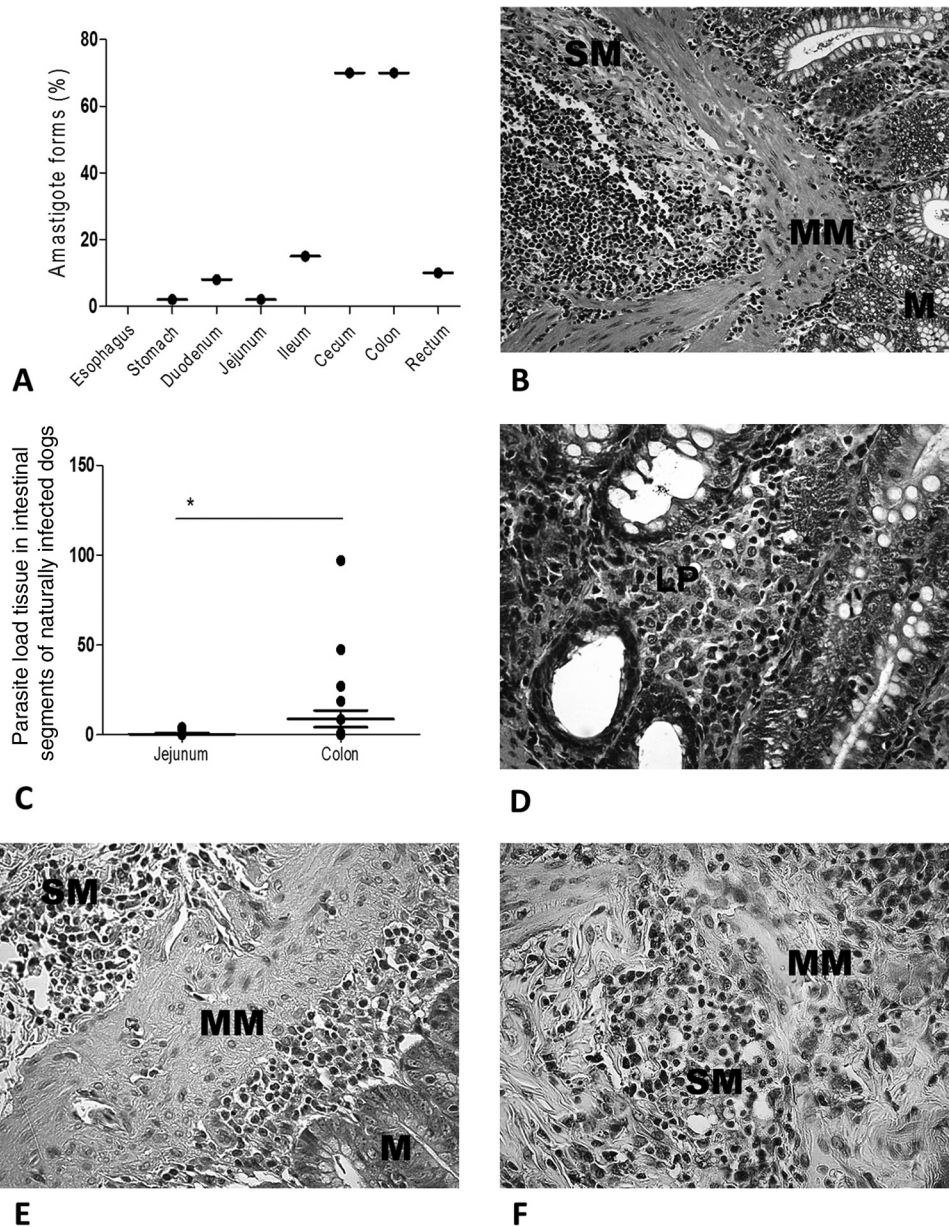 Amastigote forms (%)
80
60
40
20
0
Esophagus
Stomach
Duodenum
Jejunum
Ileum
Cecum
Colon
Rectum
A
SM
MM
M
B
Parasite load tissue in intestinal
segments of naturally infected dogs
150
100
50
0
*
Jejunum
Colon
C
LP
D
SM
MM
M
E
MM
SM
F